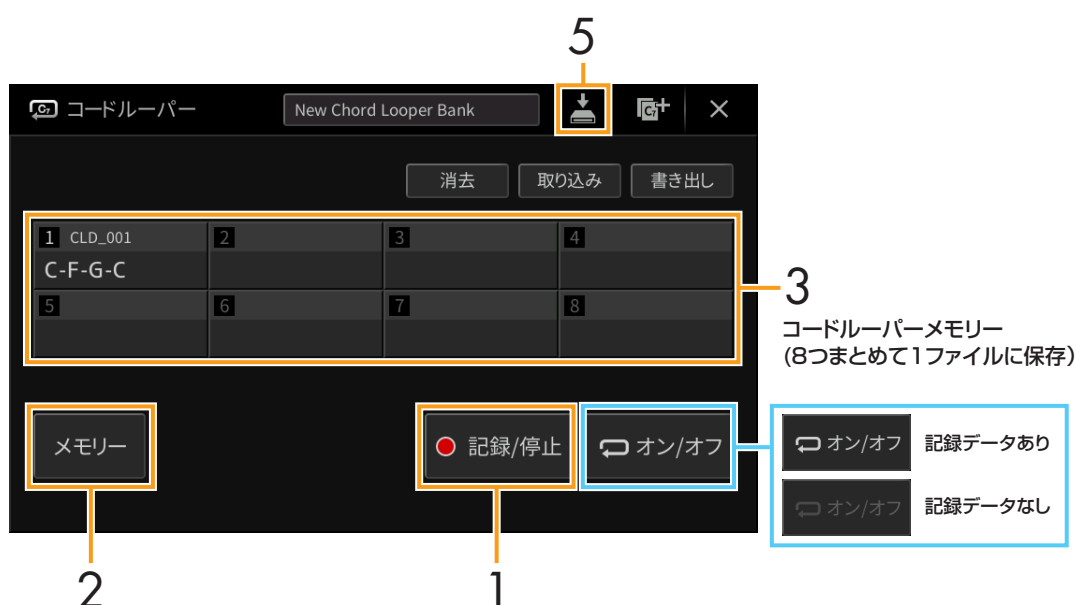 5
コードルーパー
New Chord Looper Bank
消去
取り込み
書き出し
1 CLD_001
2
3
4
C-F-G-C
5
6
7
8
3
コードルーパーメモリー
(8つまとめて1ファイルに保存)
メモリー
記録/停止
オン/オフ
オン/オフ 記録データあり
オン/オフ 記録データなし
2
1